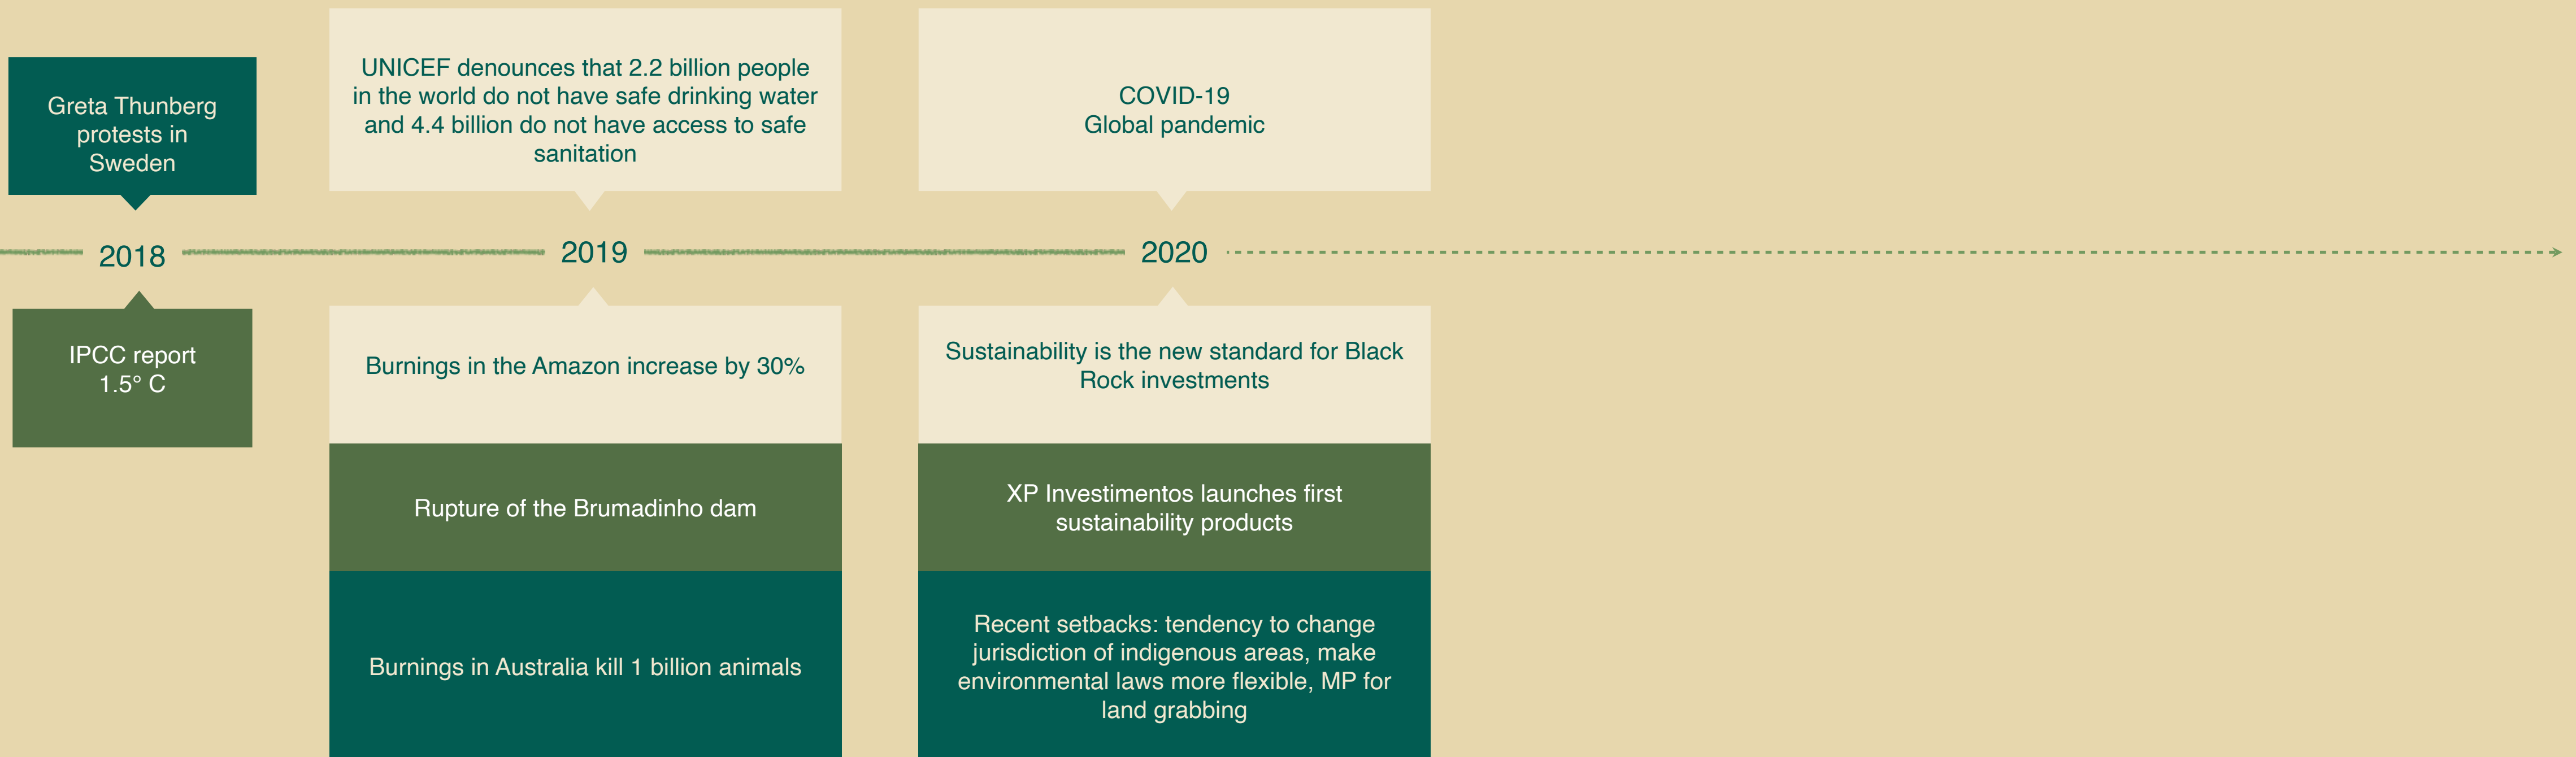 Greta Thunberg
protests in
Sweden
UNICEF denounces that 2.2 billion people
in the world do not have safe drinking water
and 4.4 billion do not have access to safe
sanitation
COVID-19
Global pandemic
2018
2019
2020
IPCC report
1.5° C
Burnings in the Amazon increase by 30%
Rupture of the Brumadinho dam
Burnings in Australia kill 1 billion animals
Sustainability is the new standard for Black
Rock investments
XP Investimentos launches first
sustainability products
Recent setbacks: tendency to change
jurisdiction of indigenous areas, make
environmental laws more flexible, MP for
land grabbing